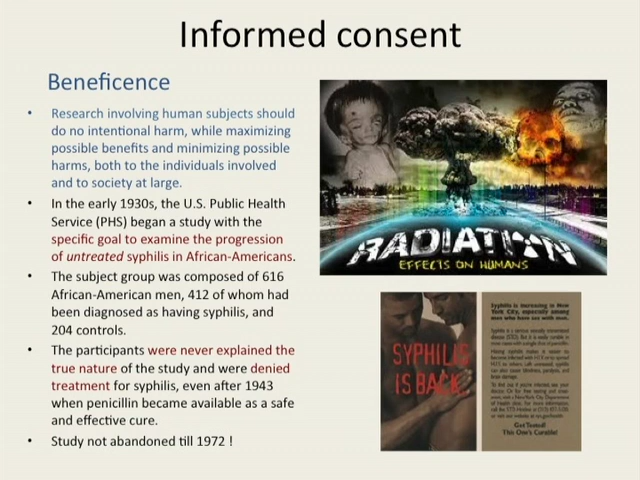 Informed consent
Beneficence
• Research involving human subjects should
do no intentional harm, while maximizing
possible benefits and minimizing possible
harms, both to the individuals involved
and to society at large.
• In the early 1930s, the U.S. Public Health
Service (PHS) began a study with the
specific goal to examine the progression
of untreated syphilis in African-Americans.
• The subject group was composed of 616
African-American men, 412 of whom had
been diagnosed as having syphilis, and
204 controls.
• The participants were never explained the
true nature of the study and were denied
treatment for syphilis, even after 1943
when penicillin became available as a safe
and effective cure.
• Study not abandoned till 1972 !
RADIATION
EFFECTS ON HUMANS
SYPHILIS
IS BACK
Syphilis is increasing in New
York City, especially among
men who have sex with men.
Get Tested!
This One's Curable!